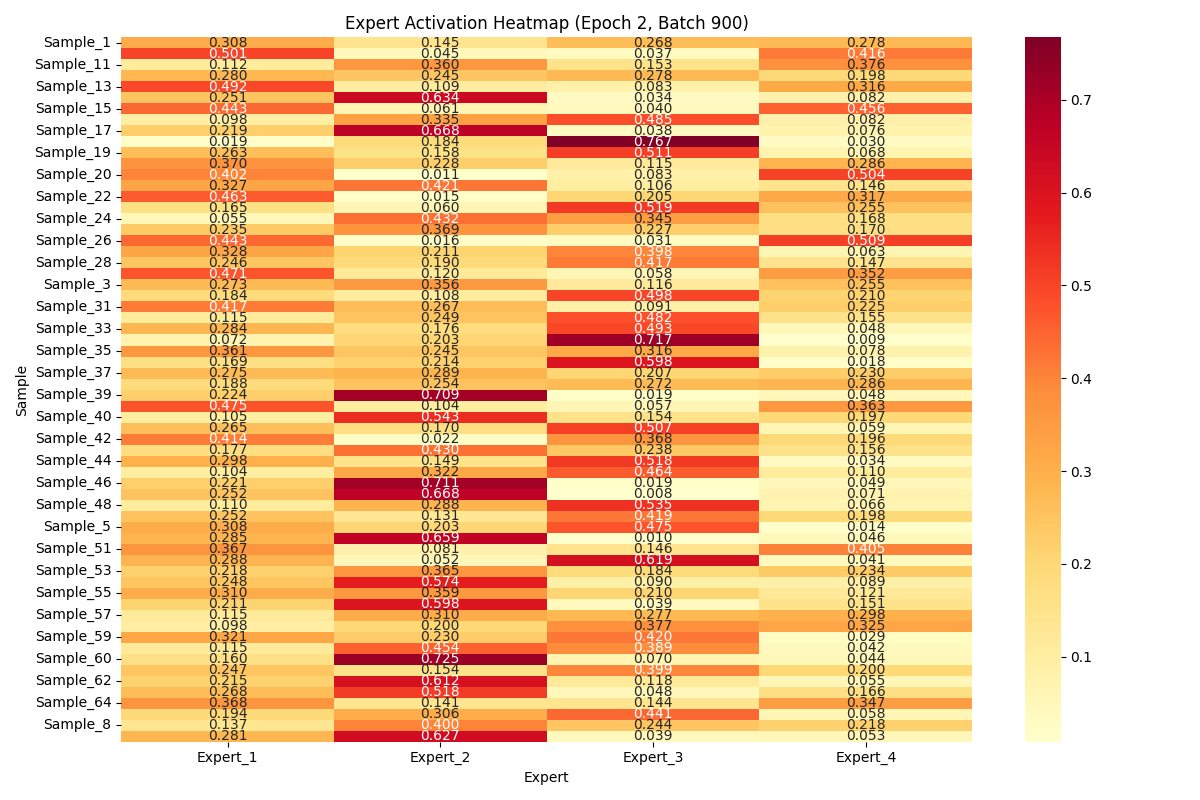 Expert Activation Heatmap (Epoch 2, Batch 900)
Sample_1 0.308 0.145 0.268 0.278
0.501 0.045 0.037 0.416
Sample_11 0.112 0.360 0.153 0.376
0.280 0.245 0.278 0.198
Sample_13 0.492 0.109 0.083 0.316
0.251 0.634 0.034 0.082
Sample_15 0.443 0.061 0.040 0.456
0.098 0.335 0.485 0.082
Sample_17 0.219 0.668 0.038 0.076
0.019 0.184 0.767 0.030
Sample_19 0.263 0.158 0.511 0.068
0.370 0.228 0.115 0.286
Sample_20 0.402 0.011 0.083 0.504
0.327 0.421 0.106 0.146
Sample_22 0.463 0.015 0.205 0.317
0.165 0.060 0.519 0.255
Sample_24 0.055 0.432 0.345 0.168
0.235 0.369 0.227 0.170
Sample_26 0.443 0.016 0.031 0.509
0.328 0.211 0.398 0.063
Sample_28 0.246 0.190 0.417 0.147
0.471 0.120 0.058 0.352
Sample_3 0.273 0.356 0.116 0.255
0.184 0.108 0.498 0.210
Sample_31 0.417 0.267 0.091 0.225
0.115 0.249 0.482 0.155
Sample_33 0.284 0.176 0.493 0.048
0.072 0.203 0.717 0.009
Sample_35 0.361 0.245 0.316 0.078
0.169 0.214 0.598 0.018
Sample_37 0.275 0.289 0.207 0.230
0.188 0.254 0.272 0.286
Sample_39 0.224 0.709 0.019 0.048
0.475 0.104 0.057 0.363
Sample_40 0.105 0.543 0.154 0.197
0.265 0.170 0.507 0.059
Sample_42 0.414 0.022 0.368 0.196
0.177 0.430 0.238 0.156
Sample_44 0.298 0.149 0.518 0.034
0.104 0.322 0.464 0.110
Sample_46 0.221 0.711 0.019 0.049
0.252 0.668 0.008 0.071
Sample_48 0.110 0.288 0.535 0.066
0.252 0.131 0.419 0.198
Sample_5 0.308 0.203 0.475 0.014
0.285 0.659 0.010 0.046
Sample_51 0.367 0.081 0.146 0.405
0.288 0.052 0.619 0.041
Sample_53 0.218 0.365 0.184 0.234
0.248 0.574 0.090 0.089
Sample_55 0.310 0.359 0.210 0.121
0.211 0.598 0.039 0.151
Sample_57 0.115 0.310 0.277 0.298
0.098 0.200 0.377 0.325
Sample_59 0.321 0.230 0.420 0.029
0.115 0.454 0.389 0.042
Sample_60 0.160 0.725 0.070 0.044
0.247 0.154 0.399 0.200
Sample_62 0.215 0.612 0.118 0.055
0.268 0.518 0.048 0.166
Sample_64 0.368 0.141 0.144 0.347
0.194 0.306 0.441 0.058
Sample_8 0.137 0.400 0.244 0.218
0.281 0.627 0.039 0.053
Expert_1 Expert_2 Expert_3 Expert_4
Expert
Sample
0.7
0.6
0.5
0.4
0.3
0.2
0.1